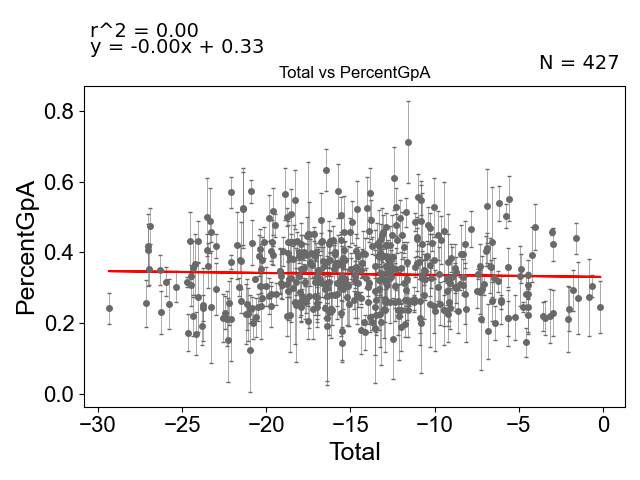 r^2 = 0.00
y = -0.00x + 0.33
N = 427
Total vs PercentGpA
PercentGpA
0.8
0.6
0.4
0.2
0.0
−30 −25 −20 −15 −10 −5 0
Total